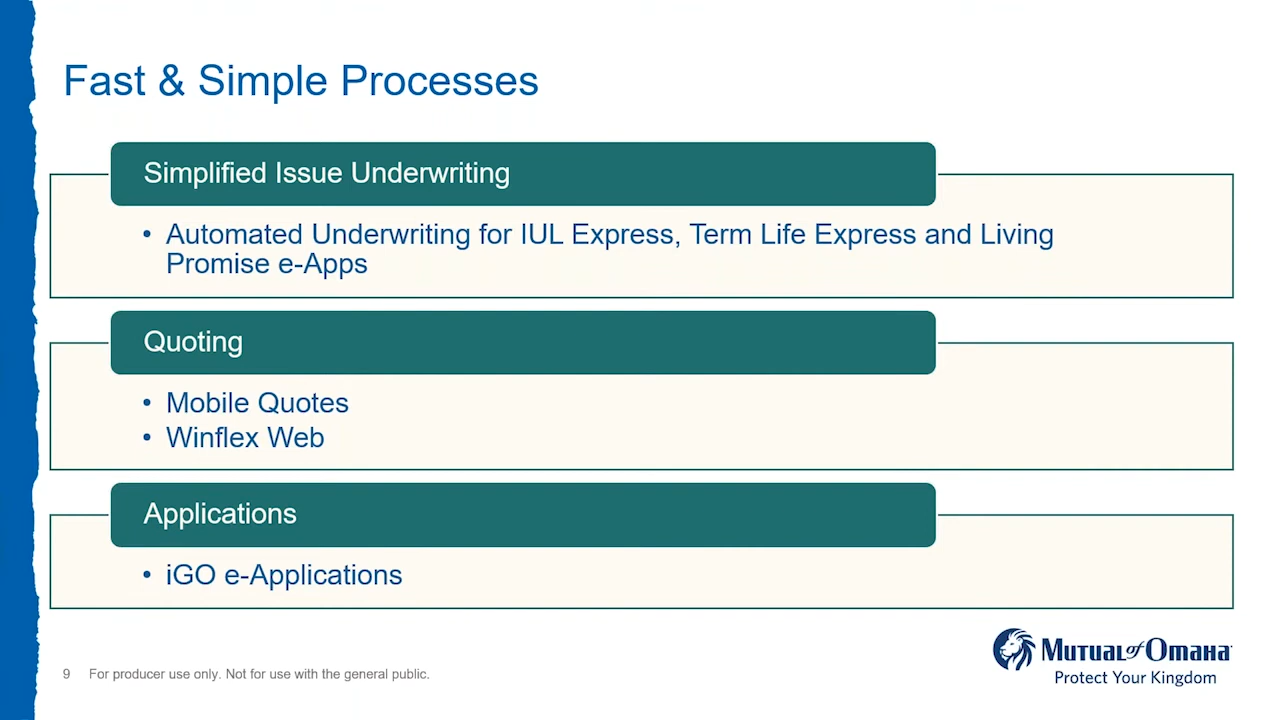 Fast & Simple Processes
Simplified Issue Underwriting
• Automated Underwriting for IUL Express, Term Life Express and Living
Promise e-Apps
Quoting
• Mobile Quotes
• Winflex Web
Applications
• iGO e-Applications
9 For producer use only. Not for use with the general public.
Mutual of Omaha
Protect Your Kingdom